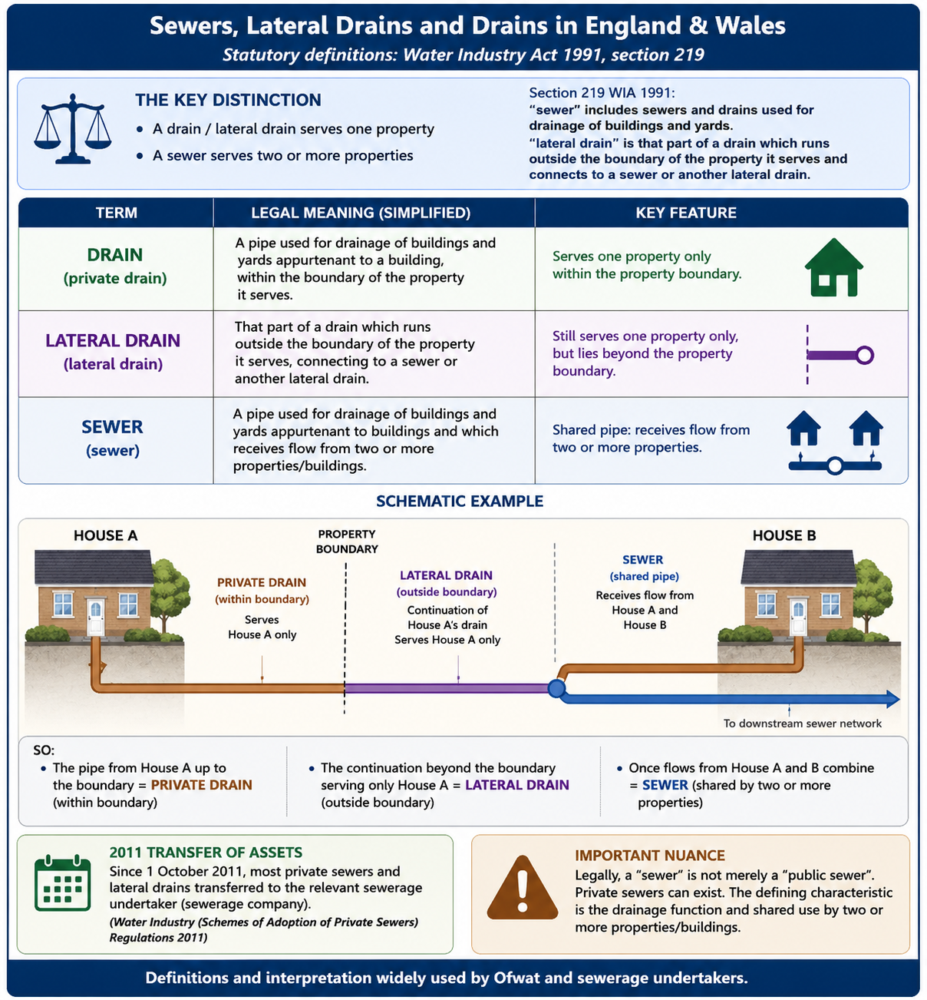 Sewers, Lateral Drains and Drains in England & Wales
Statutory definitions: Water Industry Act 1991, section 219
THE KEY DISTINCTION
• A drain / lateral drain serves one property
• A sewer serves two or more properties
Section 219 WIA 1991:
“sewer” includes sewers and drains used for
drainage of buildings and yards.
“lateral drain” is that part of a drain which runs
outside the boundary of the property it serves and
connects to a sewer or another lateral drain.
TERM
LEGAL MEANING (SIMPLIFIED)
KEY FEATURE
DRAIN
(private drain)
A pipe used for drainage of buildings and
yards appurtenant to a building,
within the boundary of the property
it serves.
Serves one property only
within the property boundary.
LATERAL DRAIN
(lateral drain)
That part of a drain which runs
outside the boundary of the property
it serves, connecting to a sewer or
another lateral drain.
Still serves one property only,
but lies beyond the property
boundary.
SEWER
(sewer)
A pipe used for drainage of buildings and
yards appurtenant to buildings and which
receives flow from two or more
properties/buildings.
Shared pipe: receives flow from
two or more properties.
SCHEMATIC EXAMPLE
HOUSE A
PROPERTY
BOUNDARY
HOUSE B
PRIVATE DRAIN
(within boundary)
Serves
House A only
LATERAL DRAIN
(outside boundary)
Continuation of
House A's drain
Serves House A only
SEWER
(shared pipe)
Receives flow from
House A and
House B
To downstream sewer network
SO:
• The pipe from House A up to
the boundary = PRIVATE DRAIN
(within boundary)
• The continuation beyond the boundary
serving only House A = LATERAL DRAIN
(outside boundary)
• Once flows from House A and B combine
= SEWER (shared by two or more
properties)
2011 TRANSFER OF ASSETS
Since 1 October 2011, most private sewers and
lateral drains transferred to the relevant sewerage
undertaker (sewerage company).
(Water Industry (Schemes of Adoption of Private Sewers)
Regulations 2011)
IMPORTANT NUANCE
Legally, a “sewer” is not merely a “public sewer”.
Private sewers can exist. The defining characteristic
is the drainage function and shared use by two or
more properties/buildings.
Definitions and interpretation widely used by Ofwat and sewerage undertakers.